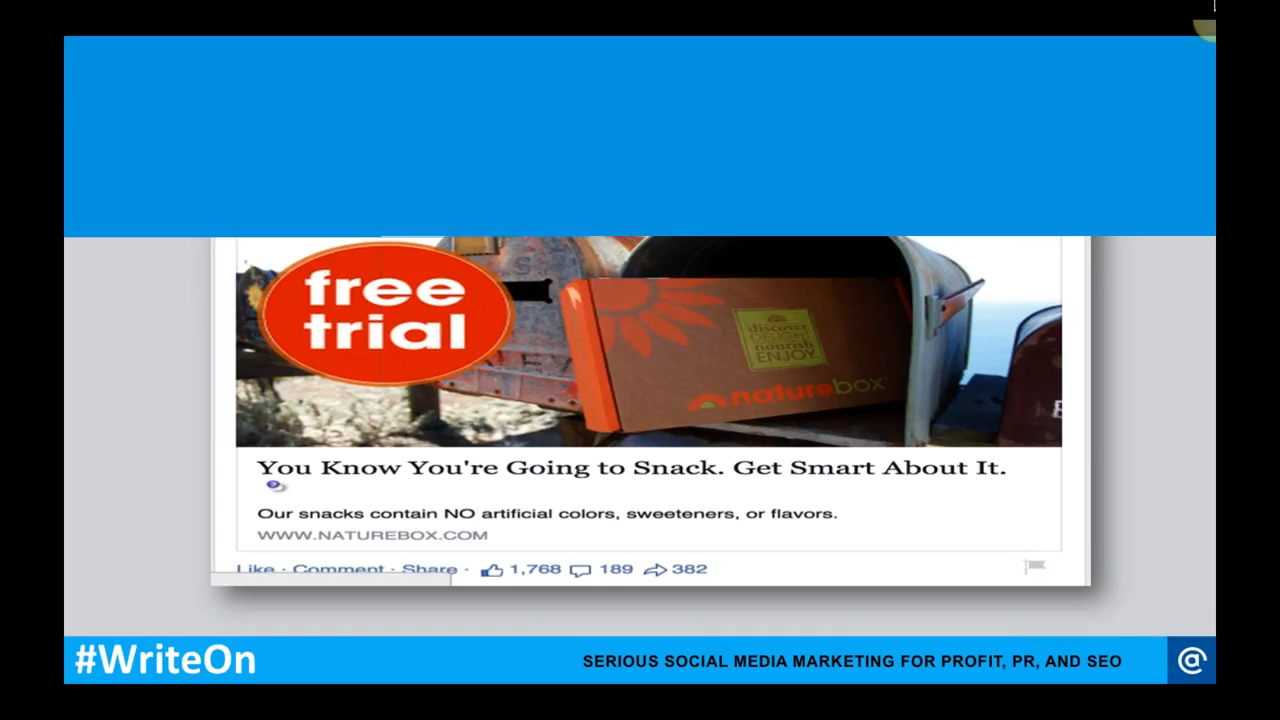 free
trial
discover
DELIGHT
nourish
ENJOY.
naturebox
You Know You're Going to Snack. Get Smart About It.
Our snacks contain NO artificial colors, sweeteners, or flavors.
WWW.NATUREBOX.COM
Like · Comment · Share · 1,768 189 382
#WriteOn
SERIOUS SOCIAL MEDIA MARKETING FOR PROFIT, PR, AND SEO
@